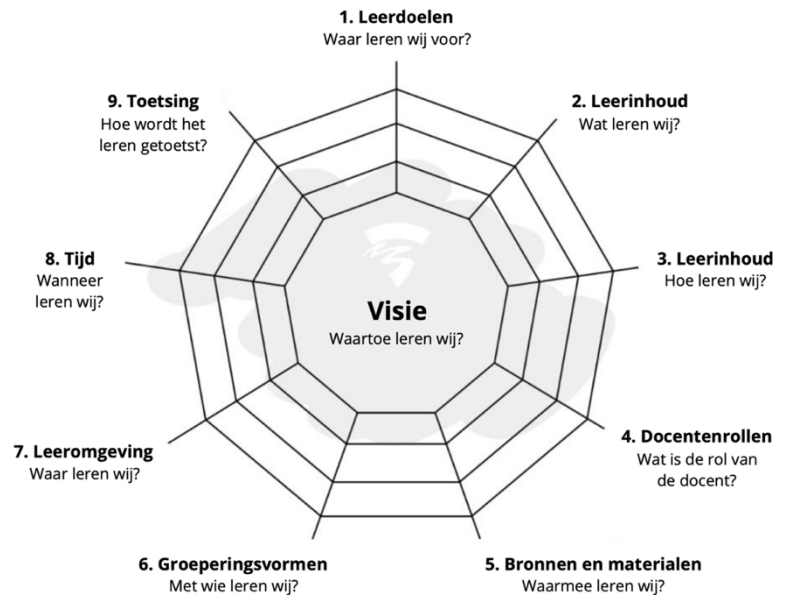 1. Leerdoelen
Waar leren wij voor?
2. Leerinhoud
Wat leren wij?
3. Leerinhoud
Hoe leren wij?
4. Docentenrollen
Wat is de rol van
de docent?
5. Bronnen en materialen
Waarmee leren wij?
6. Groeperingsvormen
Met wie leren wij?
7. Leeromgeving
Waar leren wij?
8. Tijd
Wanneer
leren wij?
9. Toetsing
Hoe wordt het
leren getoetst?
Visie
Waartoe leren wij?